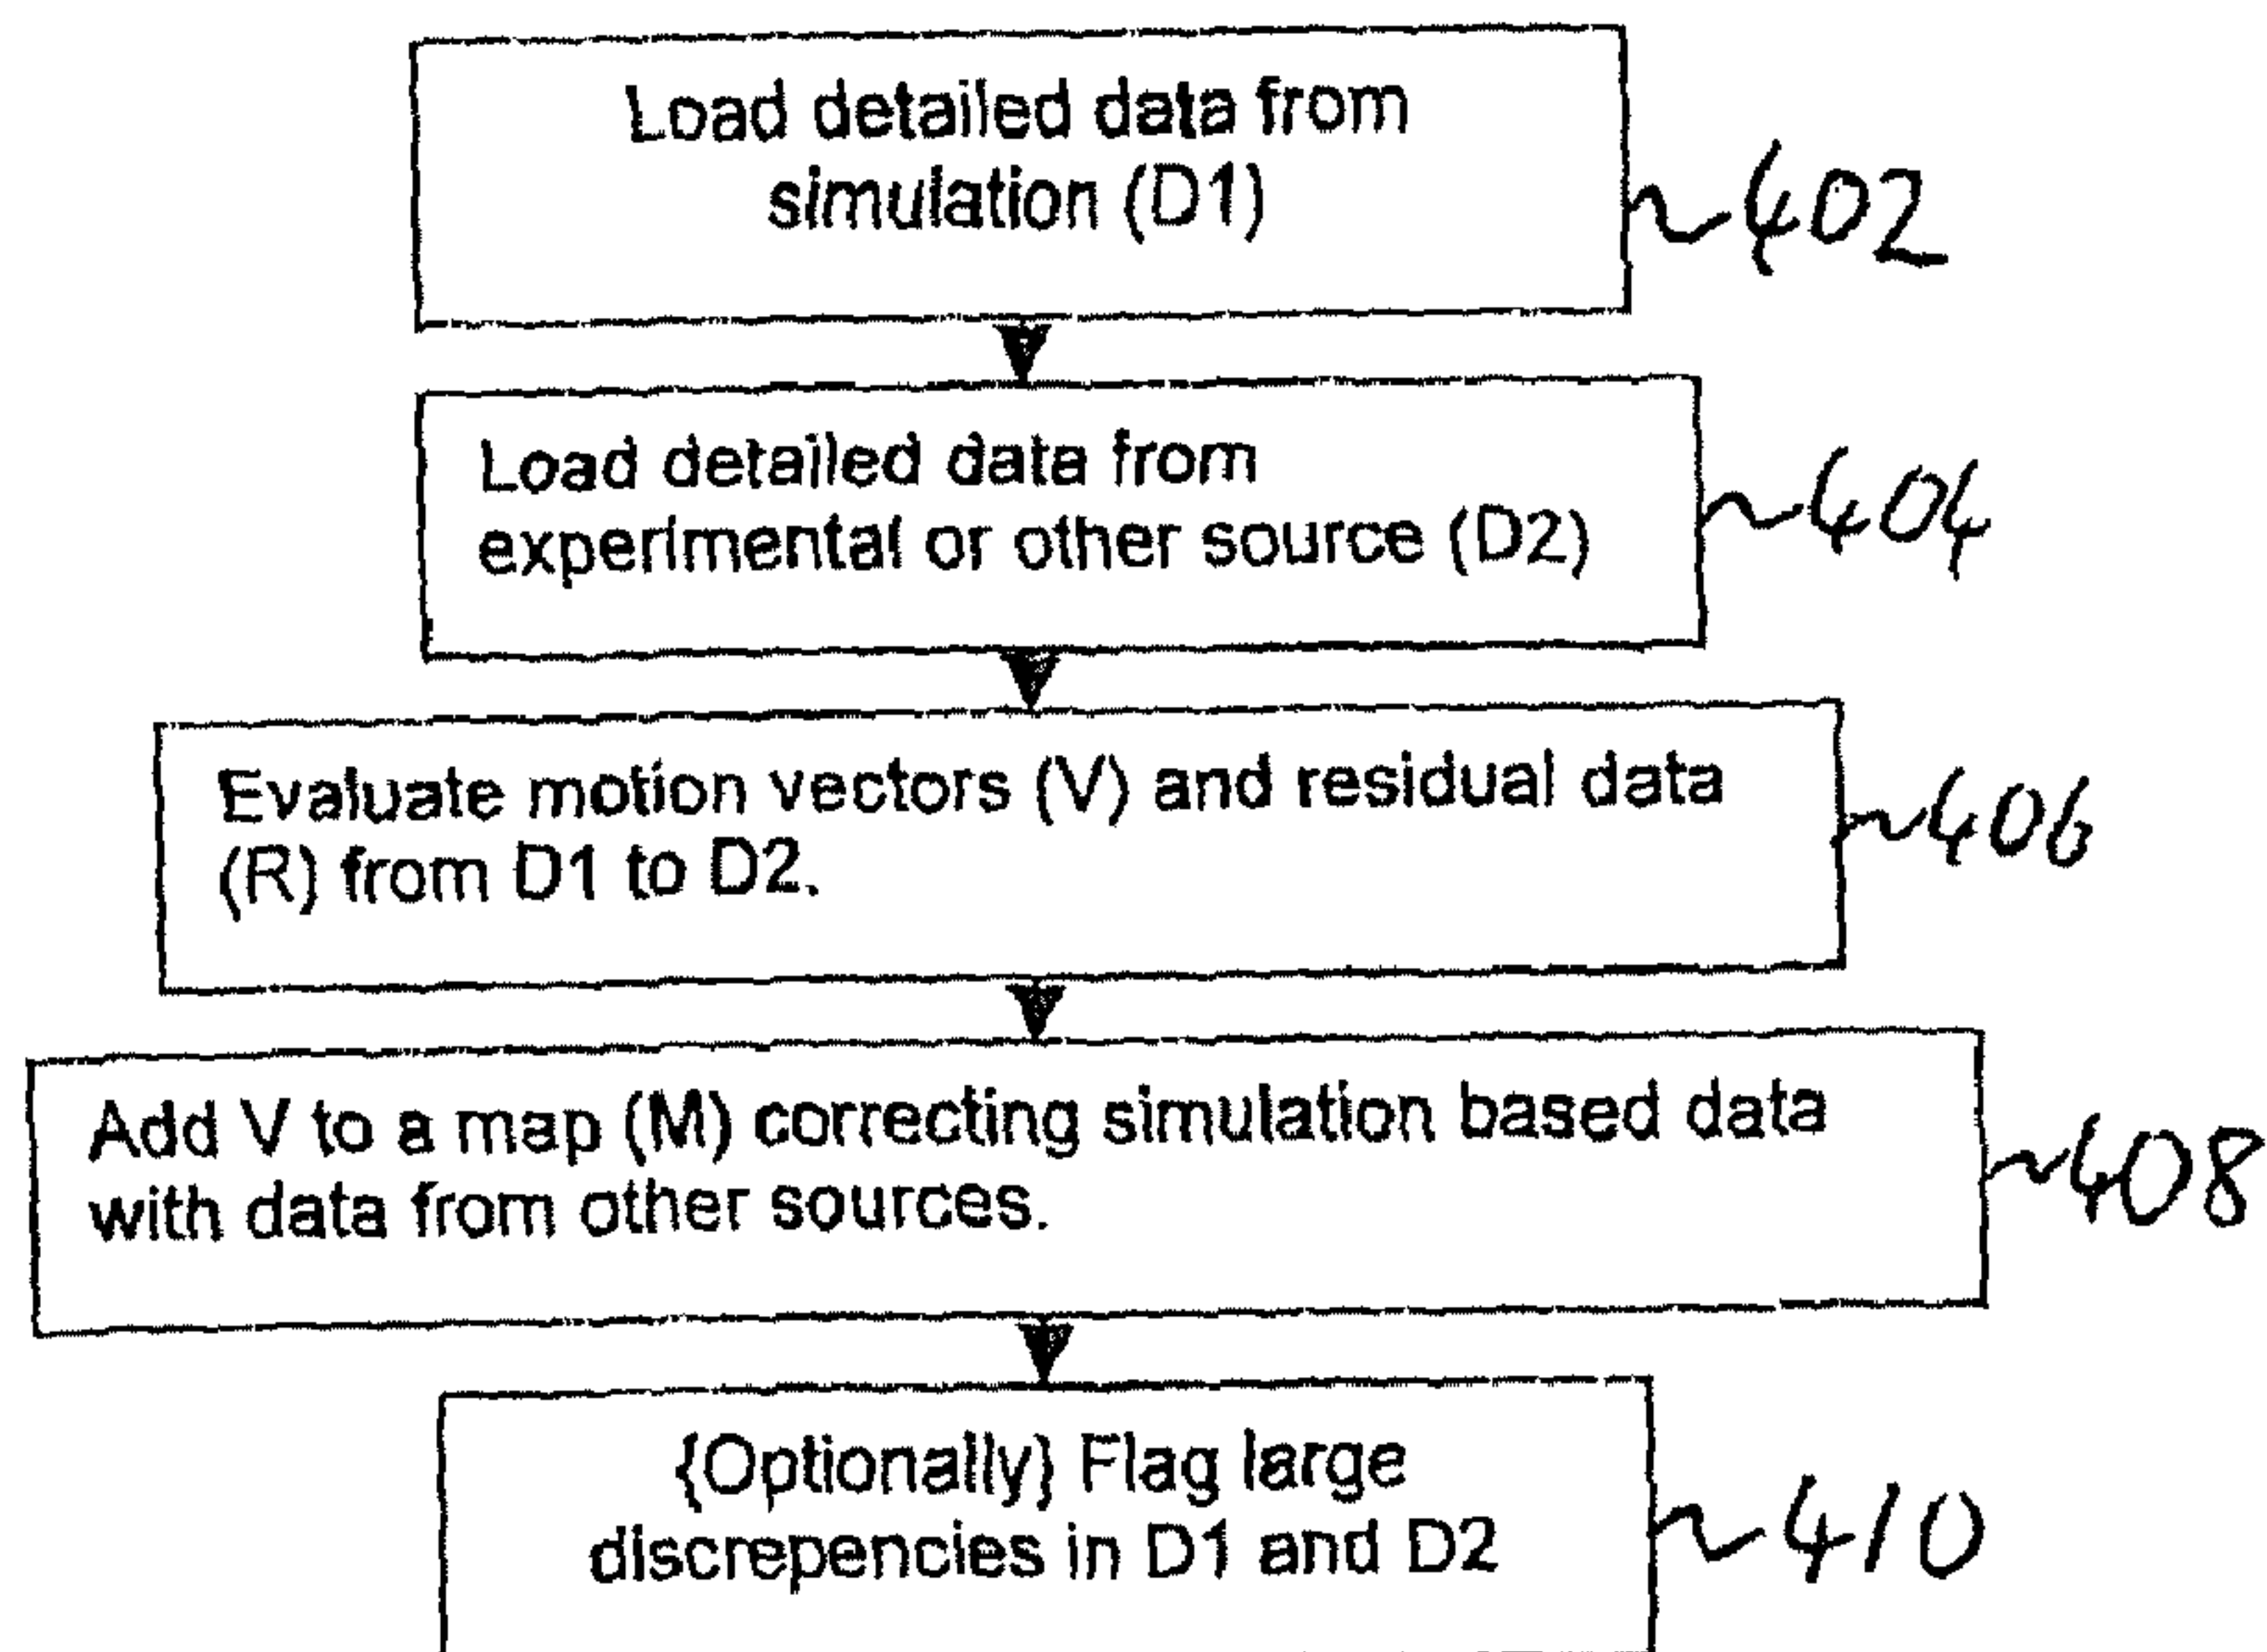 Load detailed data from
simulation (D1)
~402
Load detailed data from
experimental or other source (D2)
~404
Evaluate motion vectors (V) and residual data
(R) from D1 to D2.
~406
Add V to a map (M) correcting simulation based data
with data from other sources.
~408
{Optionally} Flag large
discrepencies in D1 and D2
~410